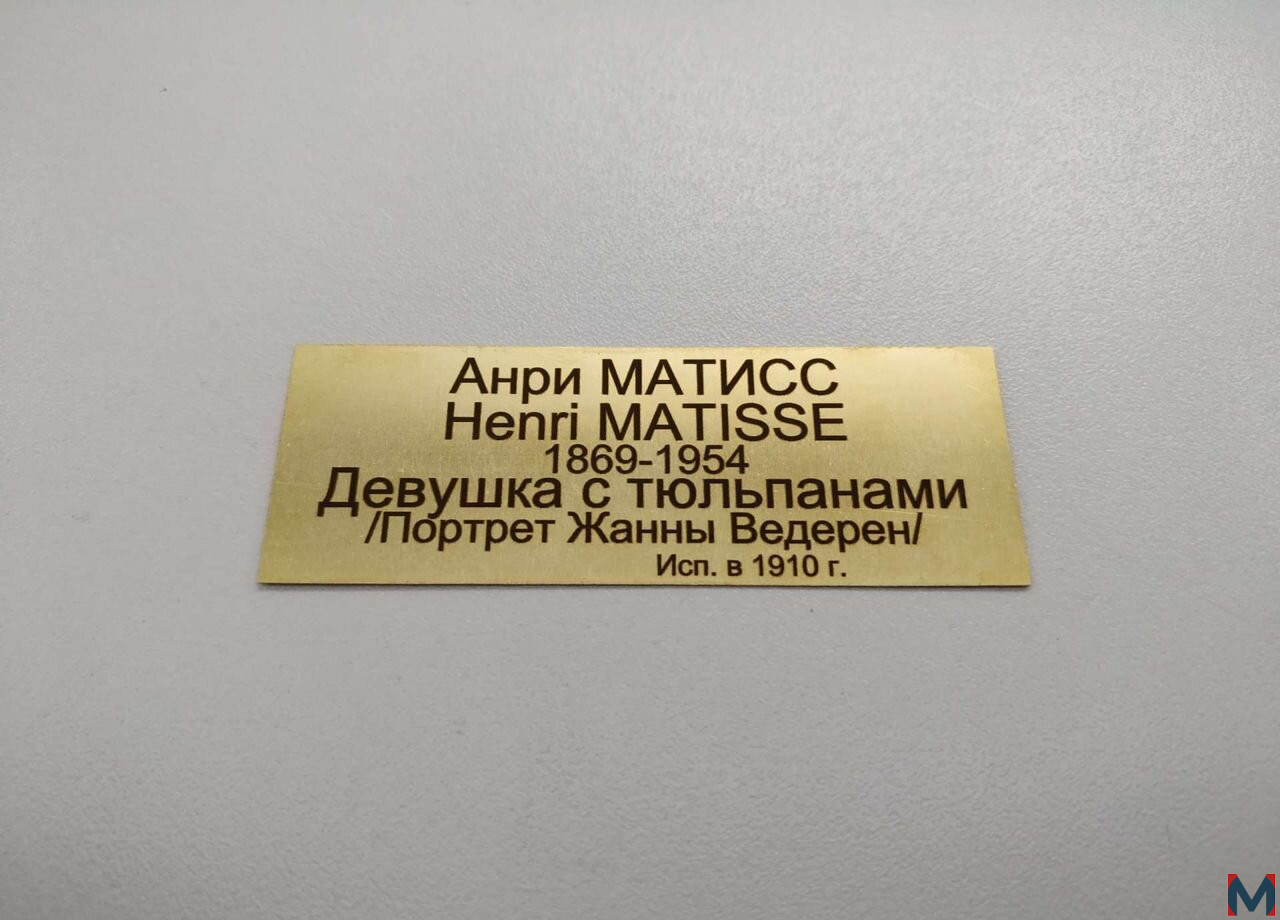 Анри МАТИСС
Henri MATISSE
1869-1954
Девушка с тюльпанами
/Портрет Жанны Ведерен/
Исп. в 1910 г.
M